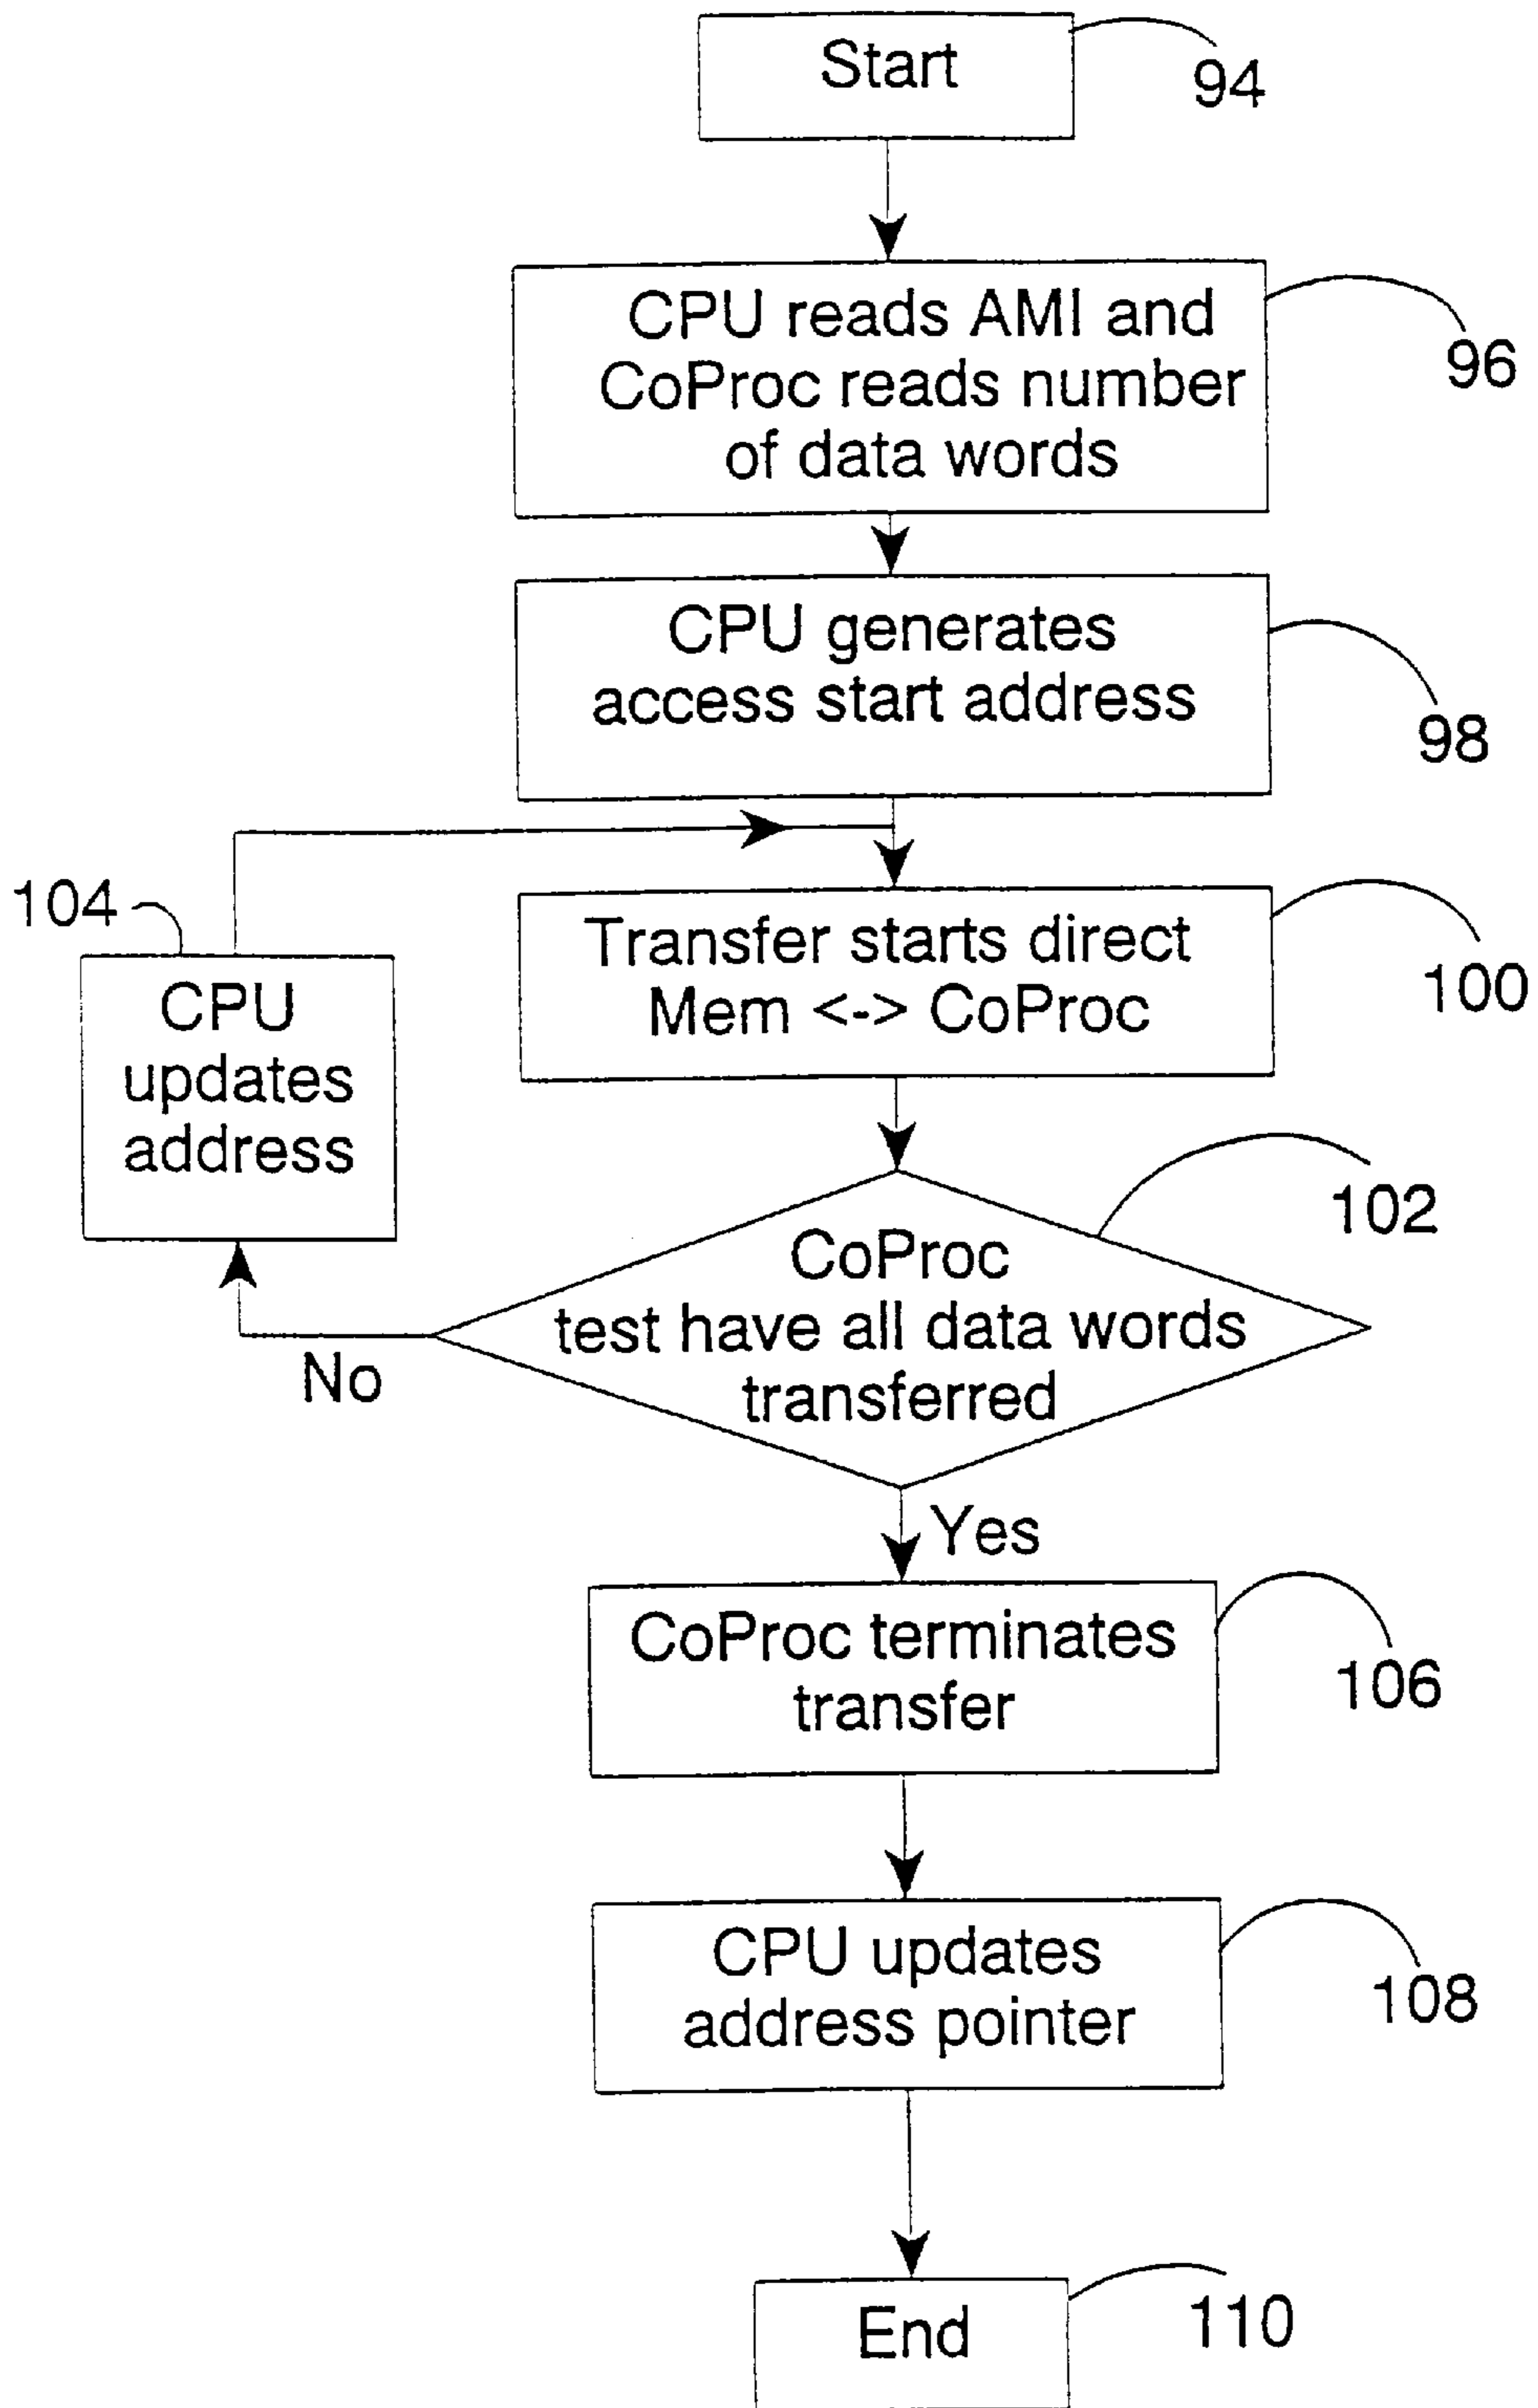 Start
94
CPU reads AMI and
CoProc reads number
of data words
96
CPU generates
access start address
98
104
CPU
updates
address
Transfer starts direct
Mem <-> CoProc
100
102
CoProc
test have all data words
transferred
No
Yes
CoProc terminates
transfer
106
CPU updates
address pointer
108
End
110